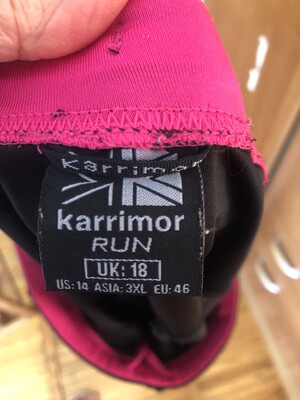 Karrimor
karrimor
RUN
UK: 18
US: 14 ASIA: 3XL EU: 46